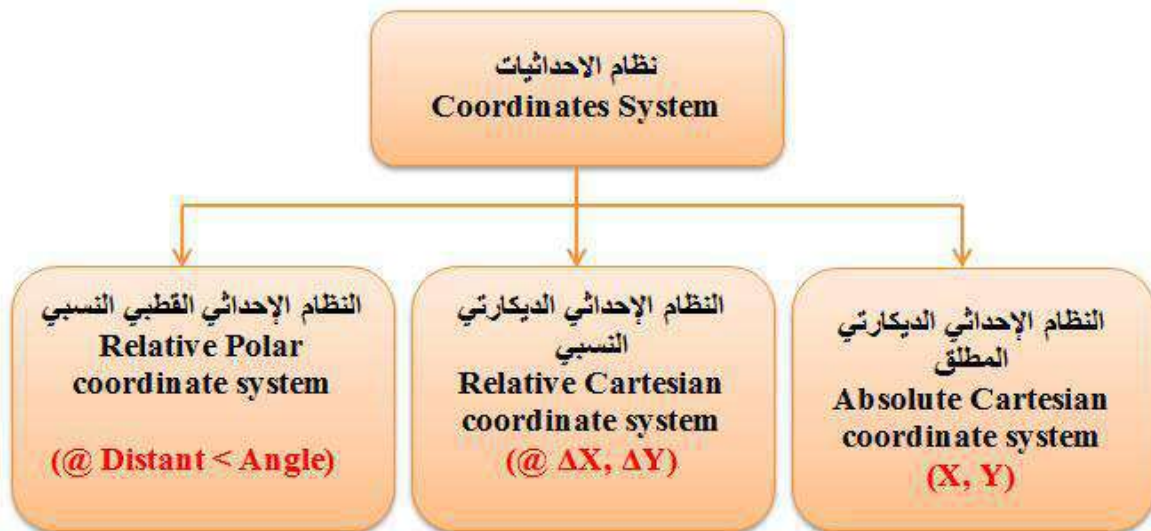 نظام الاحداثيات
Coordinates System
النظام الإحداثي القطبي النسبي
Relative Polar
coordinate system
(@ Distant < Angle)
النظام الإحداثي الديكارتي
النسبي
Relative Cartesian
coordinate system
(@ ΔX, ΔY)
النظام الإحداثي الديكارتي
المطلق
Absolute Cartesian
coordinate system
(X, Y)